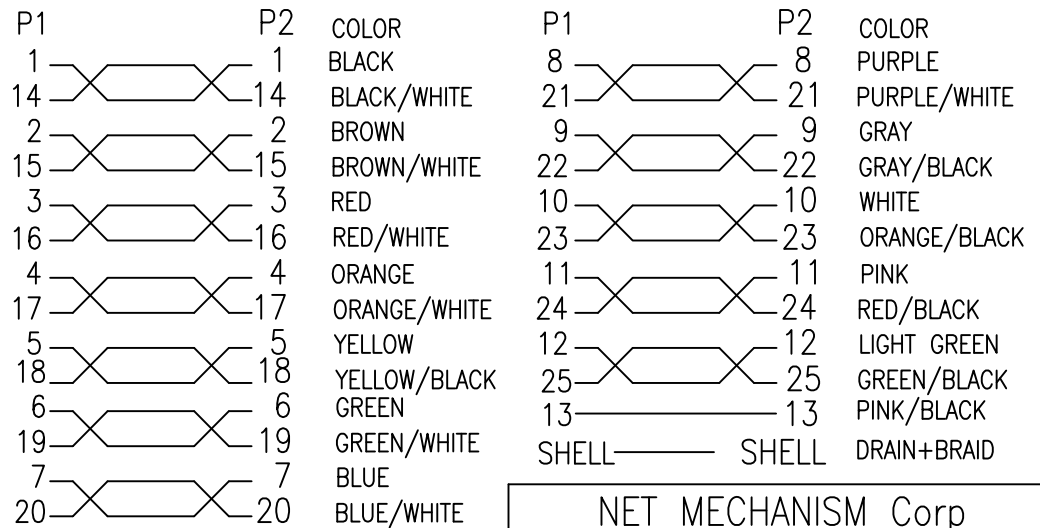 P1 P2 COLOR
1 1 BLACK
14 14 BLACK/WHITE
2 2 BROWN
15 15 BROWN/WHITE
3 3 RED
16 16 RED/WHITE
4 4 ORANGE
17 17 ORANGE/WHITE
5 5 YELLOW
18 18 YELLOW/BLACK
6 6 GREEN
19 19 GREEN/WHITE
7 7 BLUE
20 20 BLUE/WHITE
P1 P2 COLOR
8 8 PURPLE
21 21 PURPLE/WHITE
9 9 GRAY
22 22 GRAY/BLACK
10 10 WHITE
23 23 ORANGE/BLACK
11 11 PINK
24 24 RED/BLACK
12 12 LIGHT GREEN
25 25 GREEN/BLACK
13 13 PINK/BLACK
SHELL SHELL DRAIN+BRAID
NET MECHANISM Corp